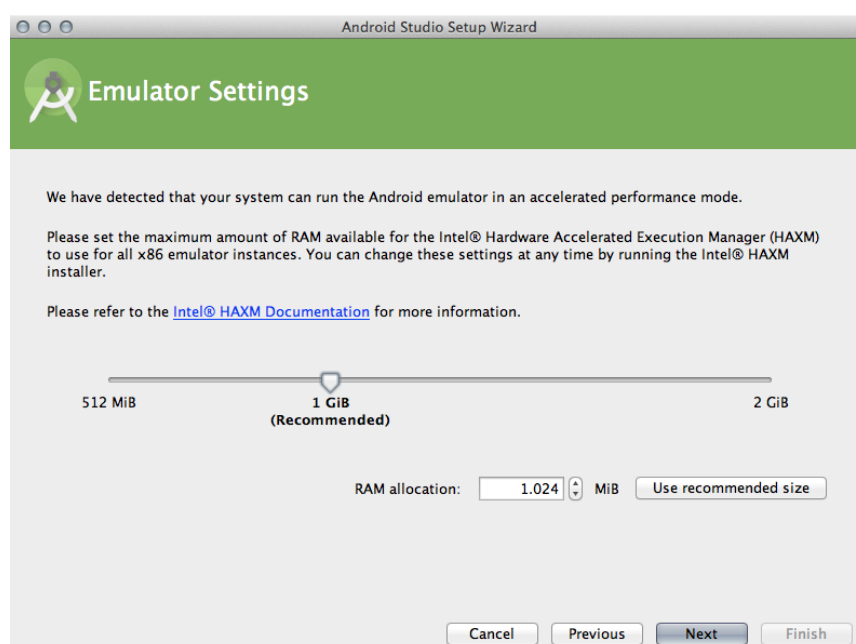 Android Studio Setup Wizard
Emulator Settings
We have detected that your system can run the Android emulator in an accelerated performance mode.
Please set the maximum amount of RAM available for the Intel® Hardware Accelerated Execution Manager (HAXM)
to use for all x86 emulator instances. You can change these settings at any time by running the Intel® HAXM
installer.
Please refer to the Intel® HAXM Documentation for more information.
512 MiB 1 GiB 2 GiB
(Recommended)
RAM allocation: 1.024 MiB Use recommended size
Cancel Previous Next Finish